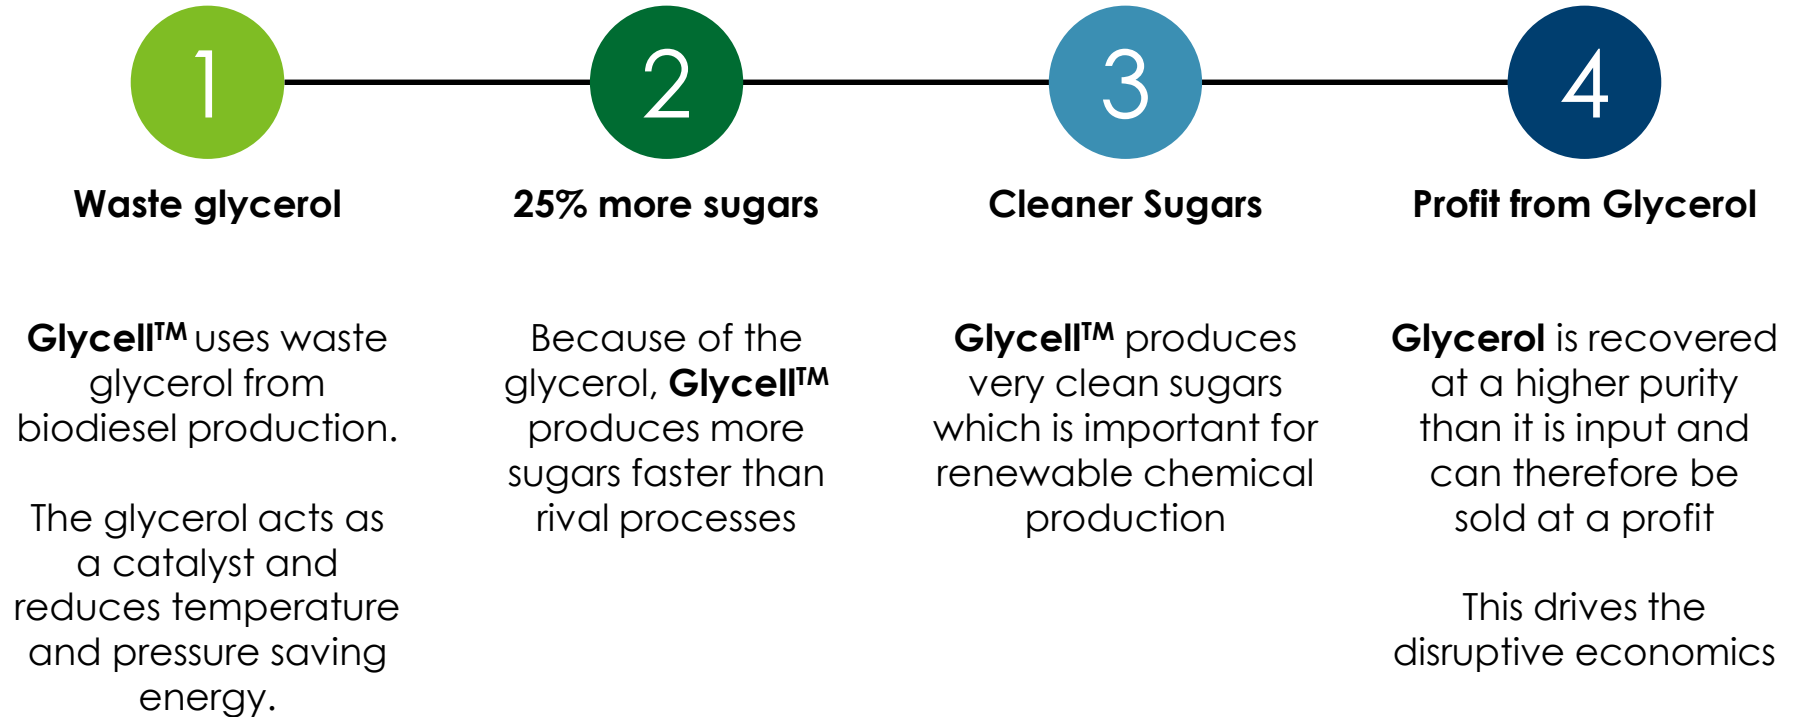 1
2
3
4
Waste glycerol
25% more sugars
Cleaner Sugars
Profit from Glycerol
Glycell™ uses waste
glycerol from
biodiesel production.
The glycerol acts as
a catalyst and
reduces temperature
and pressure saving
energy.
Because of the
glycerol, Glycell™
produces more
sugars faster than
rival processes
Glycell™ produces
very clean sugars
which is important for
renewable chemical
production
Glycerol is recovered
at a higher purity
than it is input and
can therefore be
sold at a profit
This drives the
disruptive economics